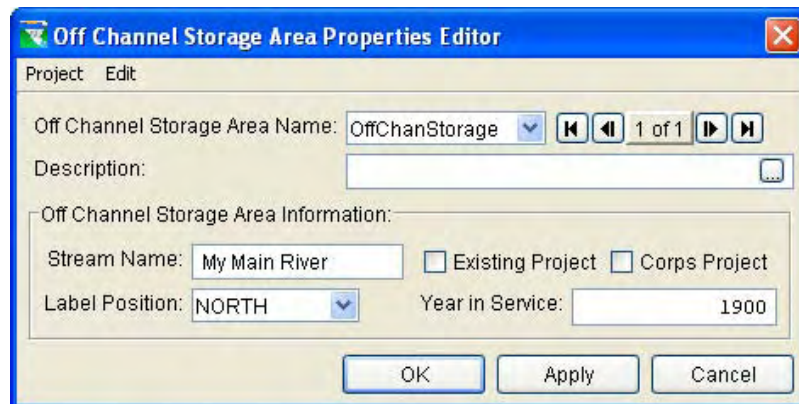 Off Channel Storage Area Properties Editor
Project Edit
Off Channel Storage Area Name: OffChanStorage 1 of 1
Description: ...
Off Channel Storage Area Information:
Stream Name: My Main River Existing Project Corps Project
Label Position: NORTH Year in Service: 1900
OK Apply Cancel